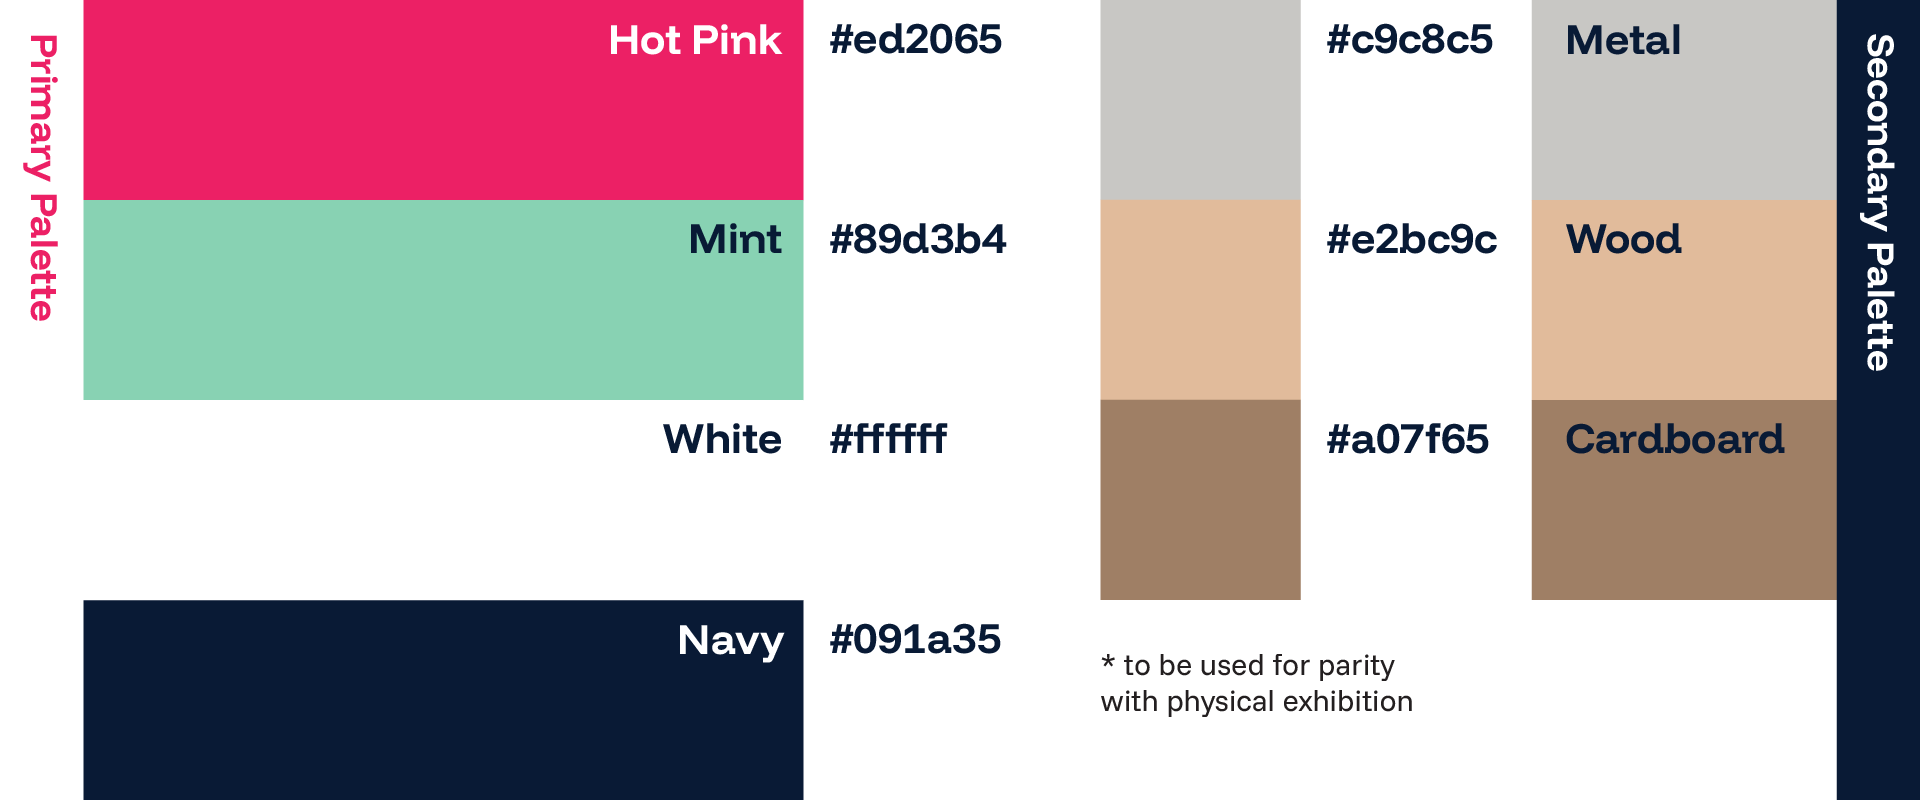 Primary Palette
Hot Pink #ed2065
Mint #89d3b4
White #ffffff
Navy #091a35
Secondary Palette
#c9c8c5 Metal
#e2bc9c Wood
#a07f65 Cardboard
* to be used for parity
with physical exhibition